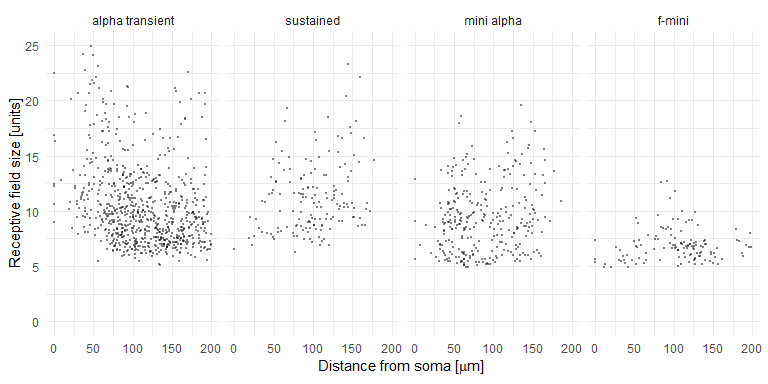 alpha transient sustained mini alpha f-mini
Receptive field size [units]
25
20
15
10
5
0
0 50 100 150 200 0 50 100 150 200 0 50 100 150 200 0 50 100 150 200
Distance from soma [μm]